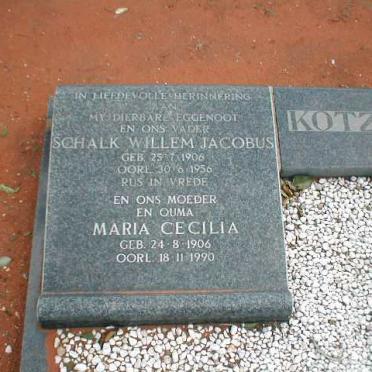 IN LIEFDEVOLLE HERINNERING
AAN
MY DIERBARE EGGENOOT
EN ONS VADER
SCHALK WILLEM JACOBUS
GEB. 25·7·1906
OORL. 30·6·1956
RUS IN VREDE
EN ONS MOEDER
EN OUMA
MARIA CECILIA
GEB. 24·8·1906
OORL. 18·11·1990
KOTZ